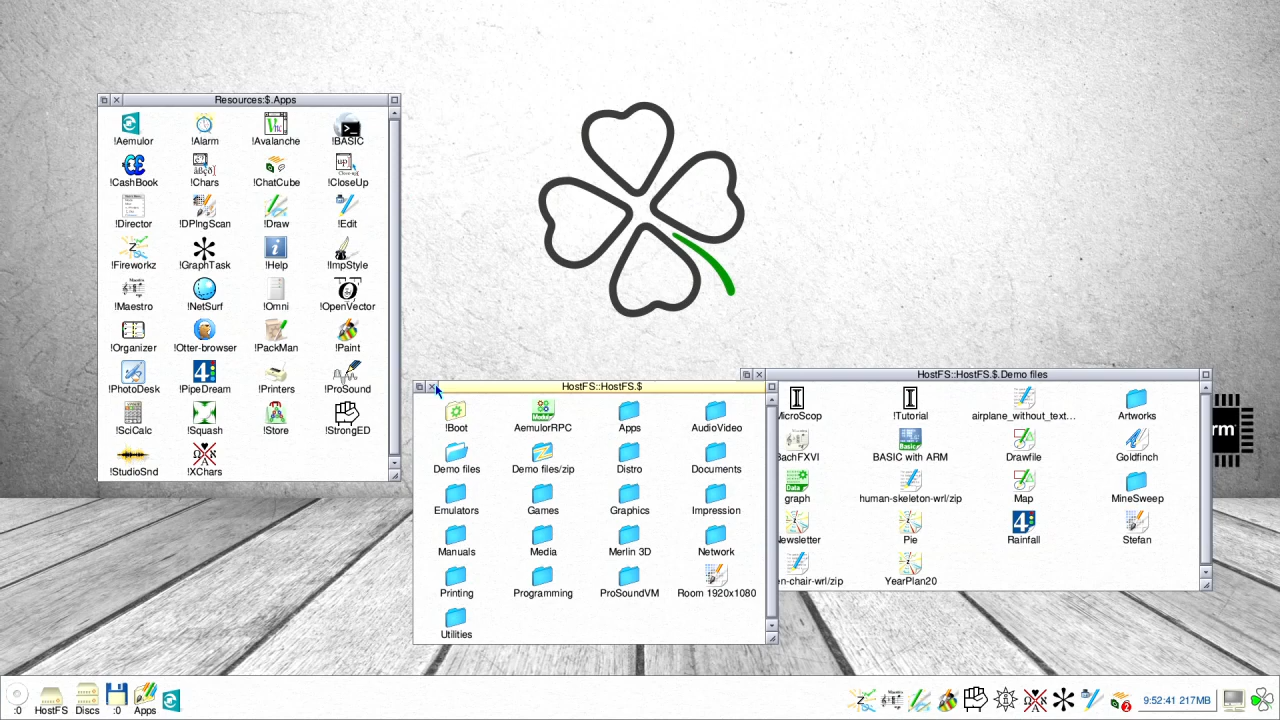 Resources:$.Apps
!Aemulor !Alarm !Avalanche !BASIC
!CashBook !Chars !ChatCube !CloseUp
!Director !DPIngScan !Draw !Edit
!Fireworkz !GraphTask !Help !ImpStyle
!Maestro !NetSurf !Omni !OpenVector
!Organizer !Otter-browser !PackMan !Paint
!PhotoDesk !PipeDream !Printers !ProSound
!SciCalc !Squash !Store !StrongED
!StudioSnd !XChars
HostFS::HostFS.$
!Boot AemulorRPC Apps AudioVideo
Demo files Demo files/zip Distro Documents
Emulators Games Graphics Impression
Manuals Media Merlin 3D Network
Printing Programming ProSoundVM Room 1920x1080
Utilities
HostFS::HostFS.$.Demo files
MicroScop !Tutorial airplane_without_text... Artworks
BachFXVI BASIC with ARM Drawfile Goldfinch
graph human-skeleton-wrl/zip Map MineSweep
Newsletter Pie Rainfall Stefan
en-chair-wrl/zip YearPlan20
rm
:0 HostFS Discs :0 Apps
9:52:41 217MB